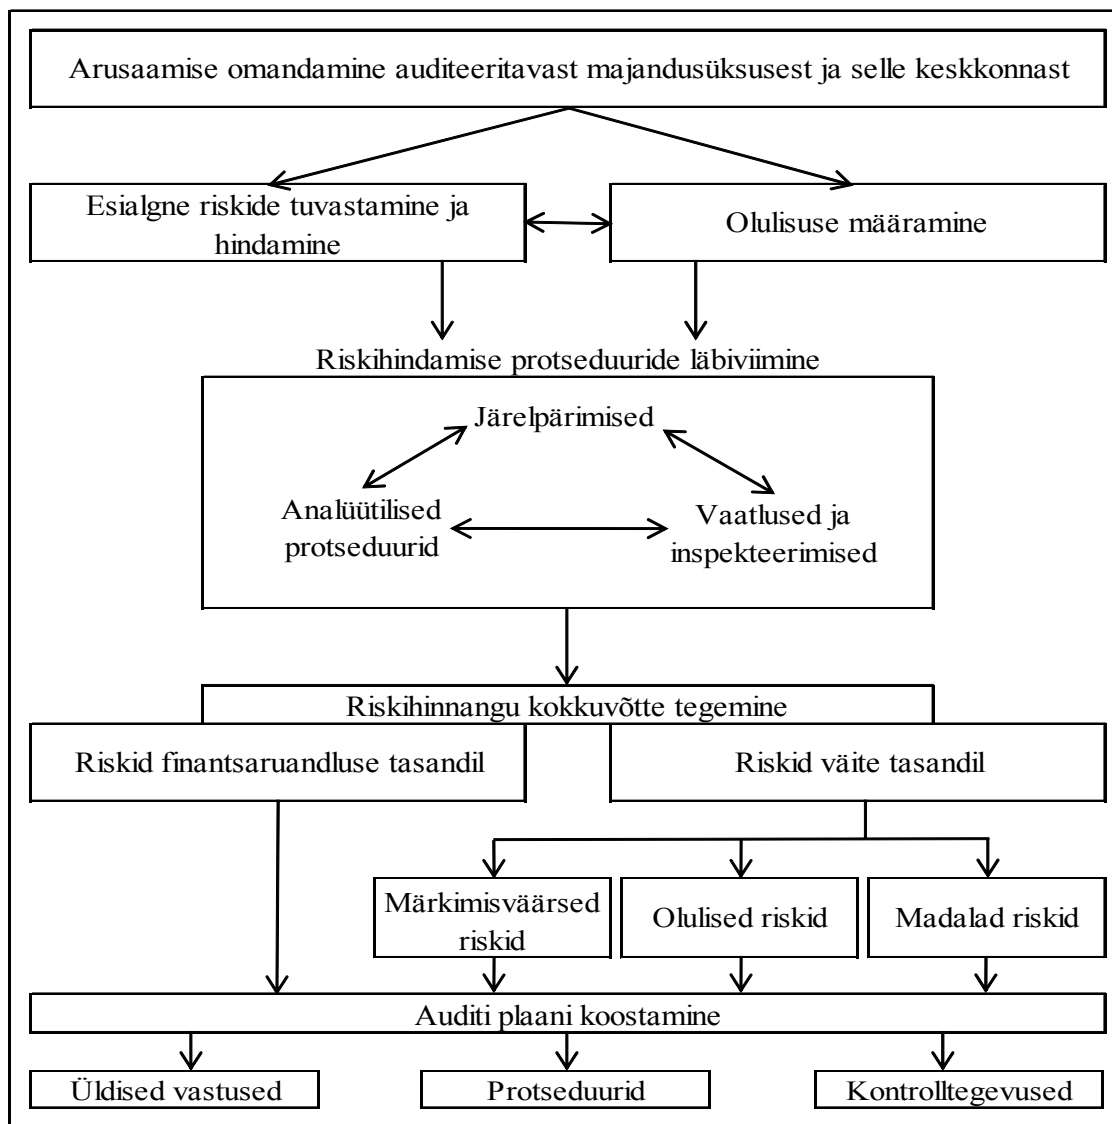 Arusaamise omandamine auditeeritavast majandusüksusest ja selle keskkonnast
Esialgne riskide tuvastamine ja
hindamine
Olulisuse määramine
Riskihindamise protseduuride läbiviimine
Järelpärimised
Analüütilised
protseduurid
Vaatlused ja
inspekteerimised
Riskihinnangu kokkuvõtte tegemine
Riskid finantsaruandluse tasandil
Riskid väite tasandil
Märkimisväärsed
riskid
Olulised riskid
Madalad riskid
Auditi plaani koostamine
Üldised vastused
Protseduurid
Kontrolltegevused